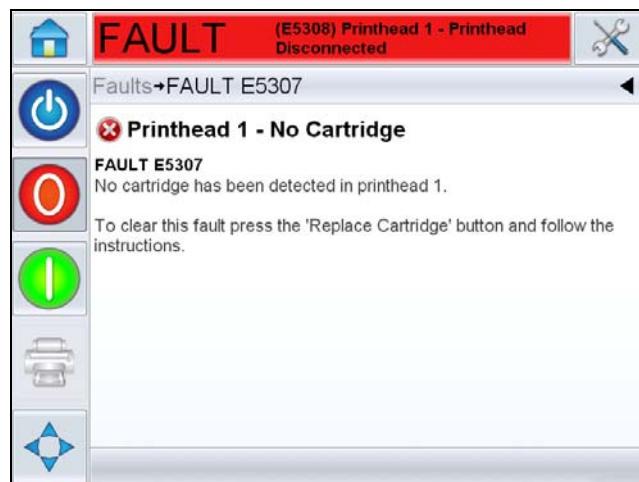 FAULT
(E5308) Printhead 1 - Printhead
Disconnected
Faults→FAULT E5307
Printhead 1 - No Cartridge
FAULT E5307
No cartridge has been detected in printhead 1.
To clear this fault press the 'Replace Cartridge' button and follow the
instructions.